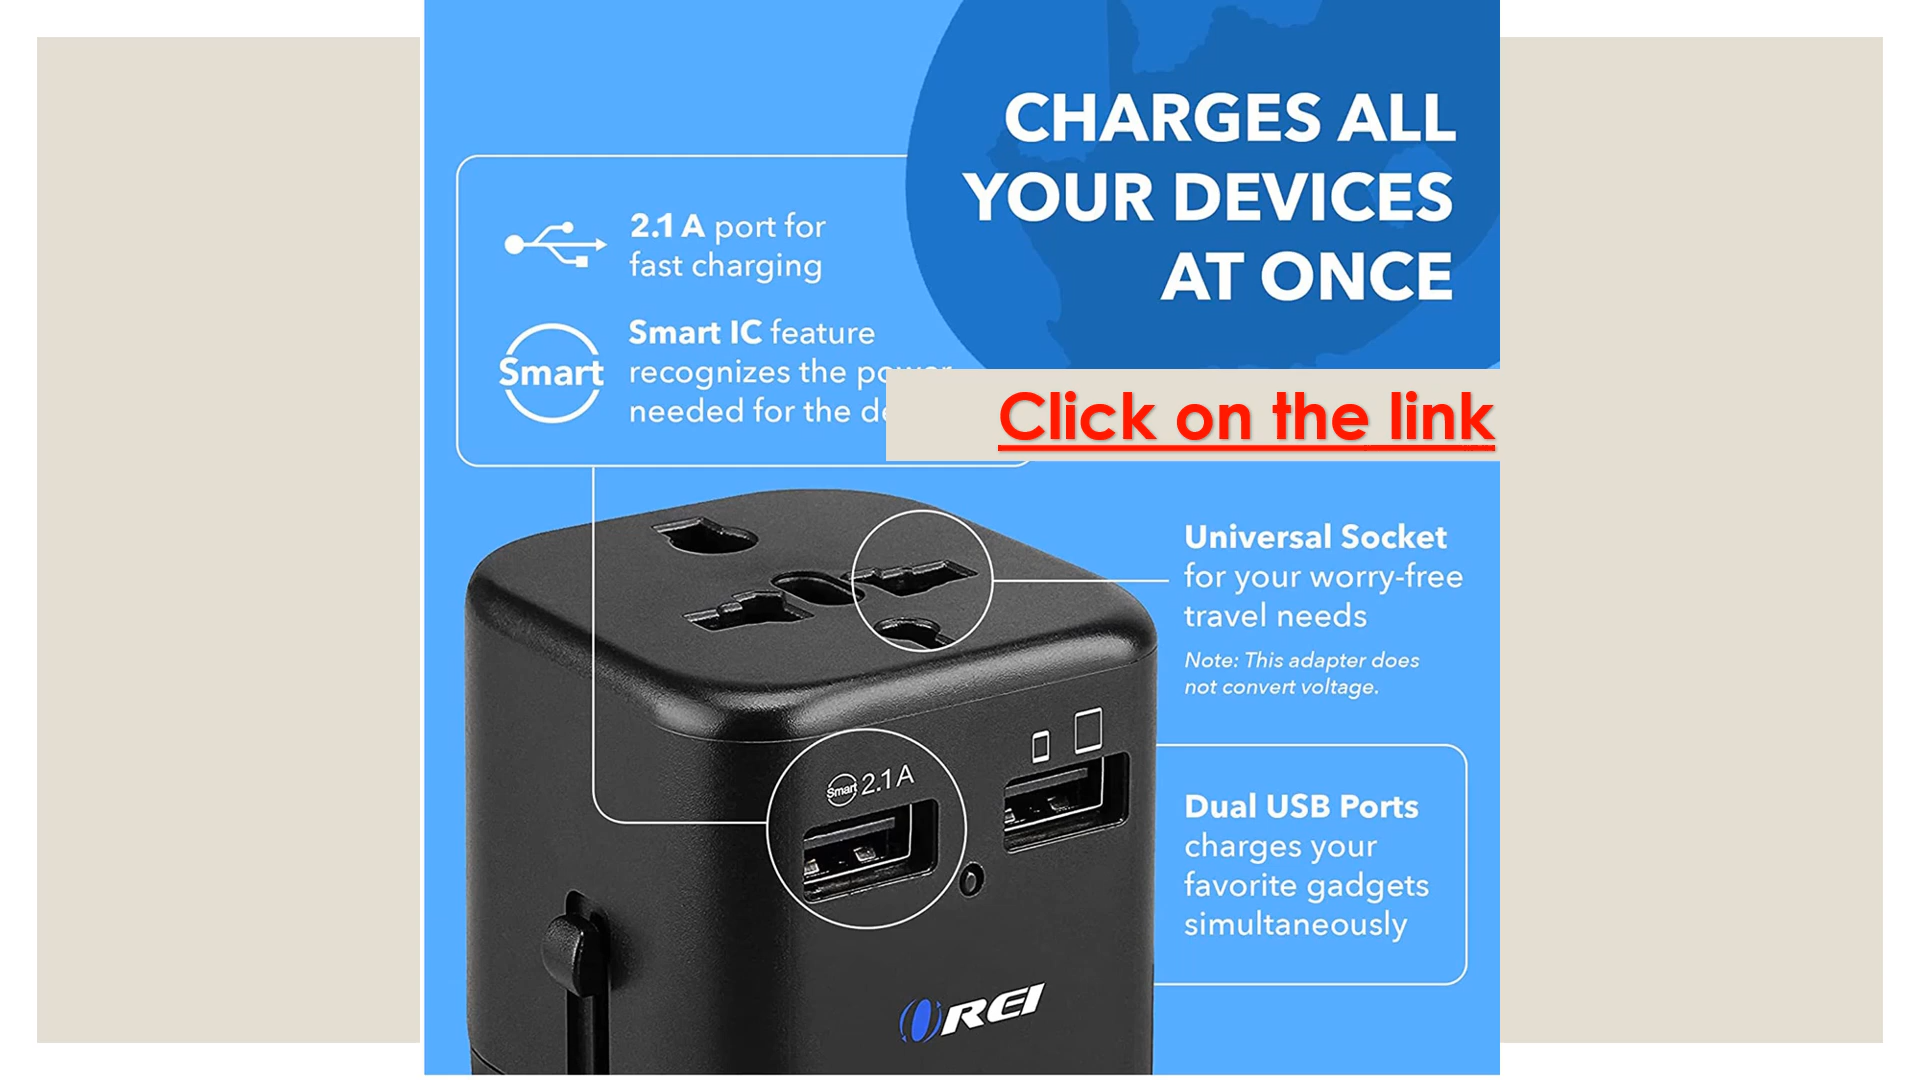 CHARGES ALL
YOUR DEVICES
AT ONCE
2.1 A port for
fast charging
Smart
Smart IC feature
recognizes the power
needed for the
Click on the link
Universal Socket
for your worry-free
travel needs
Note: This adapter does
not convert voltage.
Smart 2.1A
Dual USB Ports
charges your
favorite gadgets
simultaneously
OREI